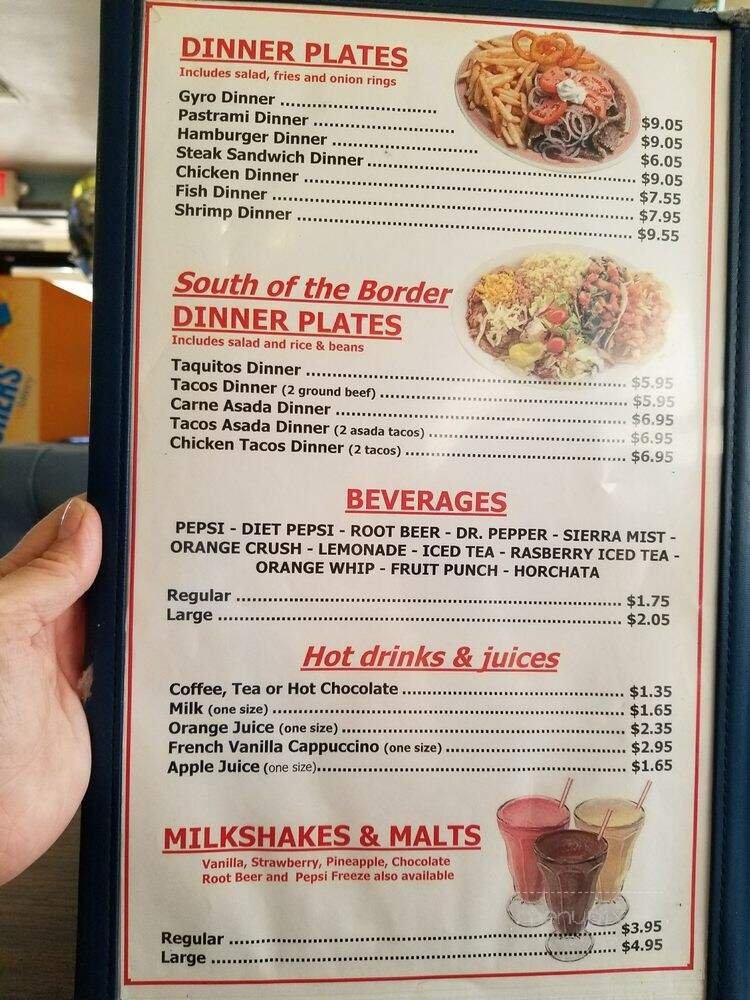 DINNER PLATES
Includes salad, fries and onion rings
Gyro Dinner ........................................ $9.05
Pastrami Dinner ........................................ $9.05
Hamburger Dinner ........................................ $6.05
Steak Sandwich Dinner ........................................ $9.05
Chicken Dinner ........................................ $7.55
Fish Dinner ........................................ $7.95
Shrimp Dinner ........................................ $9.55
South of the Border
DINNER PLATES
Includes salad and rice & beans
Taquitos Dinner ........................................ $5.95
Tacos Dinner (2 ground beef) ........................................ $5.95
Carne Asada Dinner ........................................ $6.95
Tacos Asada Dinner (2 asada tacos) ........................................ $6.95
Chicken Tacos Dinner (2 tacos) ........................................ $6.95
BEVERAGES
PEPSI - DIET PEPSI - ROOT BEER - DR. PEPPER - SIERRA MIST -
ORANGE CRUSH - LEMONADE - ICED TEA - RASBERRY ICED TEA -
ORANGE WHIP - FRUIT PUNCH - HORCHATA
Regular ........................................ $1.75
Large ........................................ $2.05
Hot drinks & juices
Coffee, Tea or Hot Chocolate ........................................ $1.35
Milk (one size) ........................................ $1.65
Orange Juice (one size) ........................................ $2.35
French Vanilla Cappuccino (one size) ........................................ $2.95
Apple Juice (one size)........................................ $1.65
MILKSHAKES & MALTS
Vanilla, Strawberry, Pineapple, Chocolate
Root Beer and Pepsi Freeze also available
Regular ........................................ $3.95
Large ........................................ $4.95